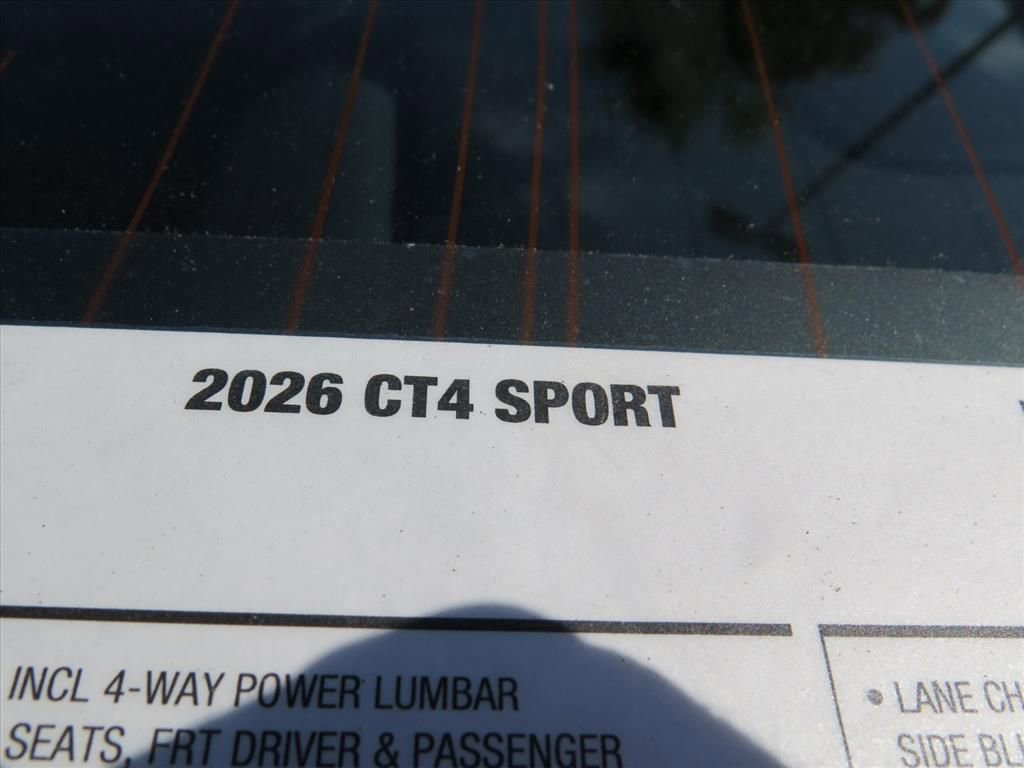 2026 CT4 SPORT
INCL 4-WAY POWER LUMBAR
SEATS, FRT DRIVER & PASSENGER
• LANE CH
SIDE BL